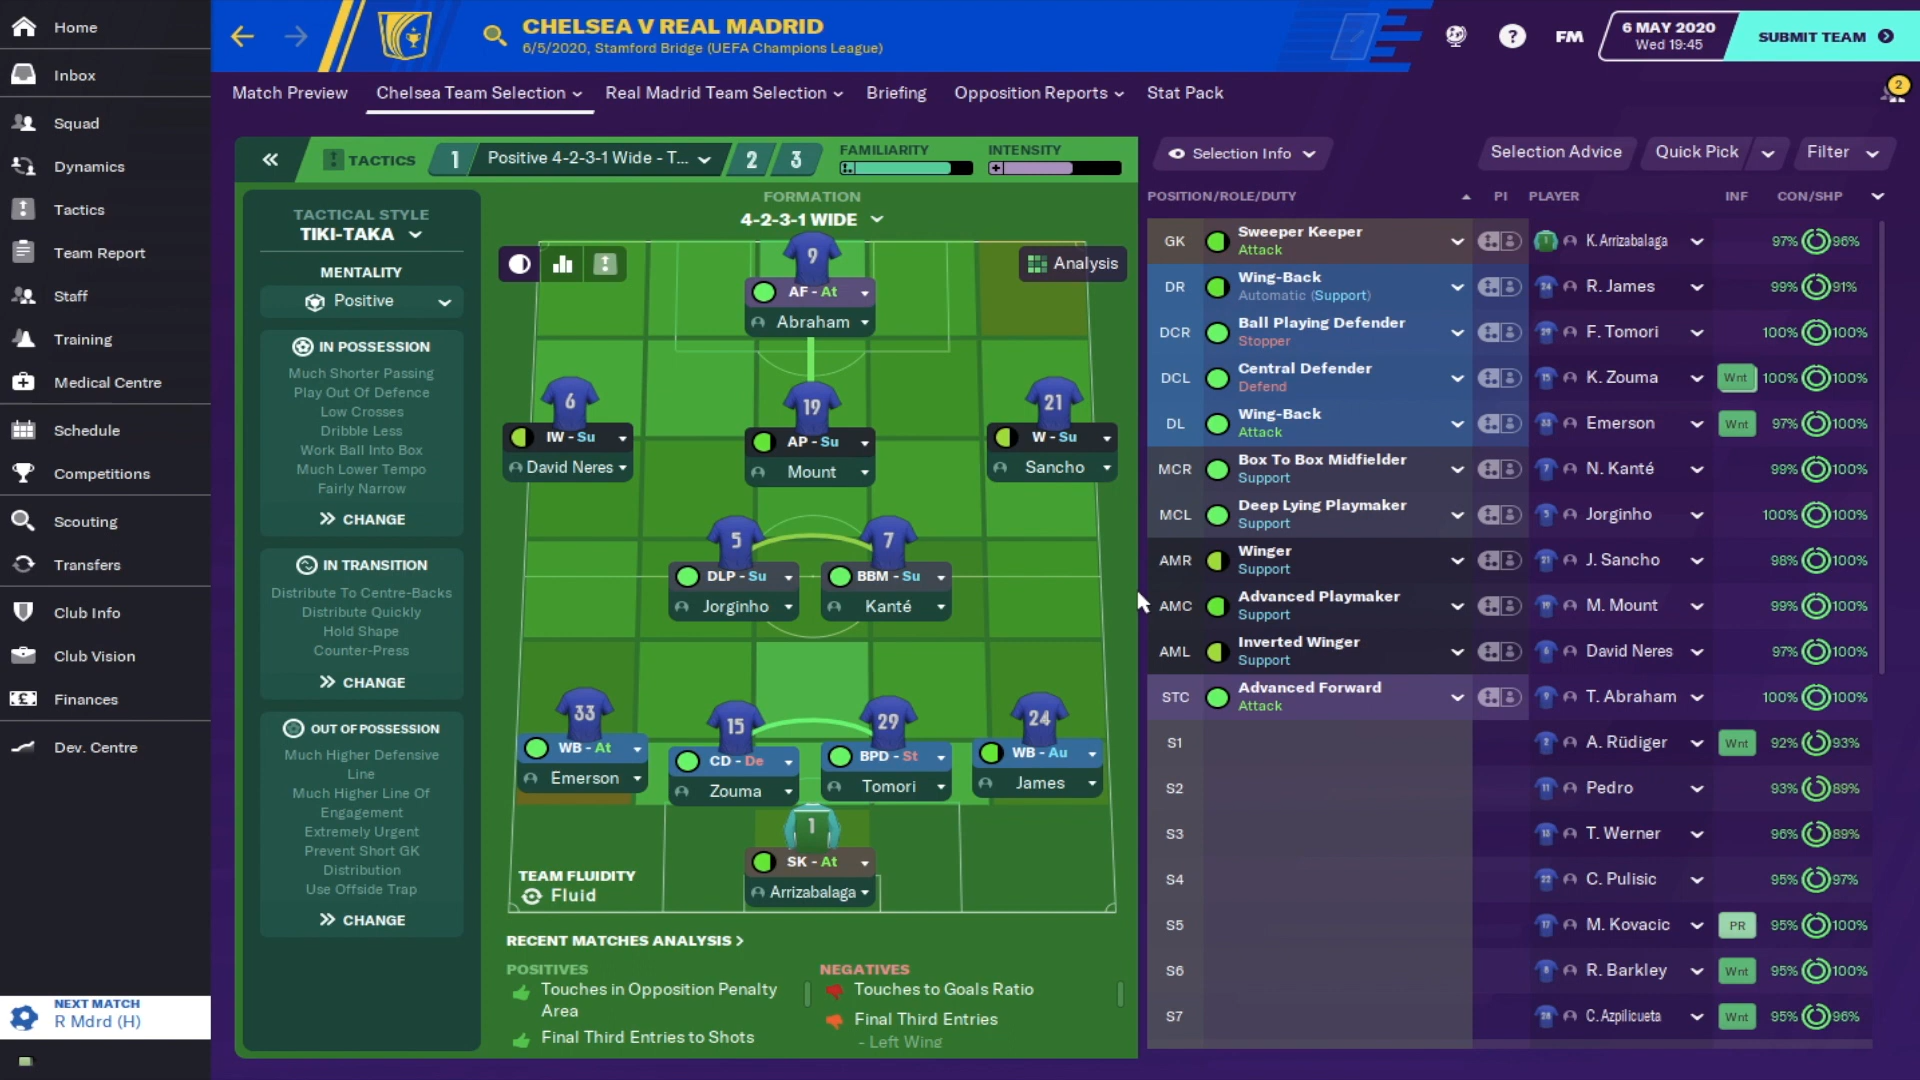 Home
Inbox
Squad
Dynamics
Tactics
Team Report
Staff
Training
Medical Centre
Schedule
Competitions
Scouting
Transfers
Club Info
Club Vision
Finances
Dev. Centre
NEXT MATCH
R Mdrd (H)
CHELSEA V REAL MADRID
6/5/2020, Stamford Bridge (UEFA Champions League)
?
FM
6 MAY 2020
Wed 19:45
SUBMIT TEAM
Match Preview
Chelsea Team Selection
Real Madrid Team Selection
Briefing
Opposition Reports
Stat Pack
2
TACTICS
1
Positive 4-2-3-1 Wide - T...
2
3
FAMILIARITY
INTENSITY
TACTICAL STYLE
TIKI-TAKA
MENTALITY
Positive
IN POSSESSION
Much Shorter Passing
Play Out Of Defence
Low Crosses
Dribble Less
Work Ball Into Box
Much Lower Tempo
Fairly Narrow
CHANGE
IN TRANSITION
Distribute To Centre-Backs
Distribute Quickly
Hold Shape
Counter-Press
CHANGE
OUT OF POSSESSION
Much Higher Defensive
Line
Much Higher Line Of
Engagement
Extremely Urgent
Prevent Short GK
Distribution
Use Offside Trap
CHANGE
FORMATION
4-2-3-1 WIDE
Analysis
9
AF - At
Abraham
6
IW - Su
David Neres
19
AP - Su
Mount
21
W - Su
Sancho
5
DLP - Su
Jorginho
7
BBM - Su
Kanté
33
WB - At
Emerson
15
CD - De
Zouma
29
BPD - St
Tomori
24
WB - Au
James
1
SK - At
Arrizabalaga
TEAM FLUIDITY
Fluid
RECENT MATCHES ANALYSIS >
POSITIVES
Touches in Opposition Penalty
Area
Final Third Entries to Shots
NEGATIVES
Touches to Goals Ratio
Final Third Entries
- Left Wing
Selection Info
Selection Advice
Quick Pick
Filter
POSITION/ROLE/DUTY PI PLAYER INF CON/SHP
GK Sweeper Keeper K. Arrizabalaga 97% 96%
Attack
DR Wing-Back R. James 99% 91%
Automatic (Support)
DCR Ball Playing Defender F. Tomori 100% 100%
Stopper
DCL Central Defender K. Zouma Wnt 100% 100%
Defend
DL Wing-Back Emerson Wnt 97% 100%
Attack
MCR Box To Box Midfielder N. Kanté 99% 100%
Support
MCL Deep Lying Playmaker Jorginho 100% 100%
Support
AMR Winger J. Sancho 98% 100%
Support
AMC Advanced Playmaker M. Mount 99% 100%
Support
AML Inverted Winger David Neres 97% 100%
Support
STC Advanced Forward T. Abraham 100% 100%
Attack
S1 A. Rüdiger Wnt 92% 93%
S2 Pedro 93% 89%
S3 T. Werner 96% 89%
S4 C. Pulisic 95% 97%
S5 M. Kovacic PR 95% 100%
S6 R. Barkley Wnt 95% 100%
S7 C. Azpilicueta Wnt 95% 96%